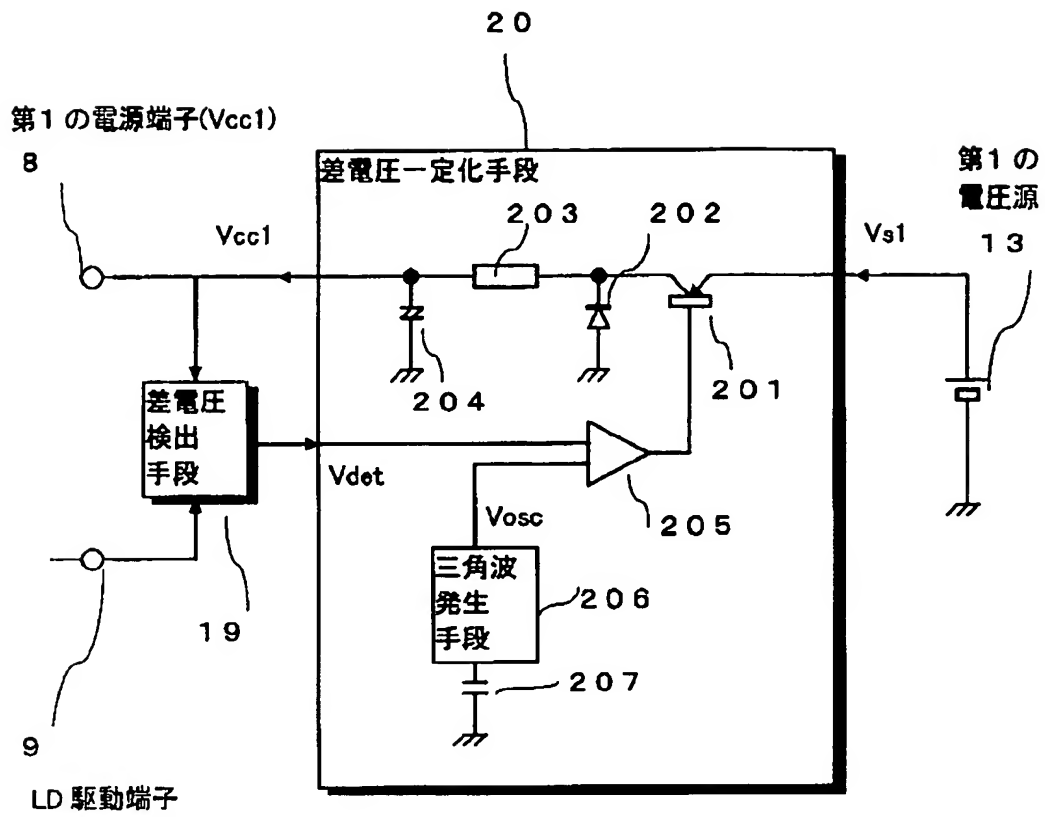 ２０
第１の電源端子(Vcc1)
８
差電圧一定化手段
第１の
電圧源
１３
２０３
２０２
Vcc1
Vs1
２０４
２０１
差電圧
検出
手段
Vdet
２０５
Vosc
三角波
発生
手段
２０６
１９
２０７
９
LD 駆動端子